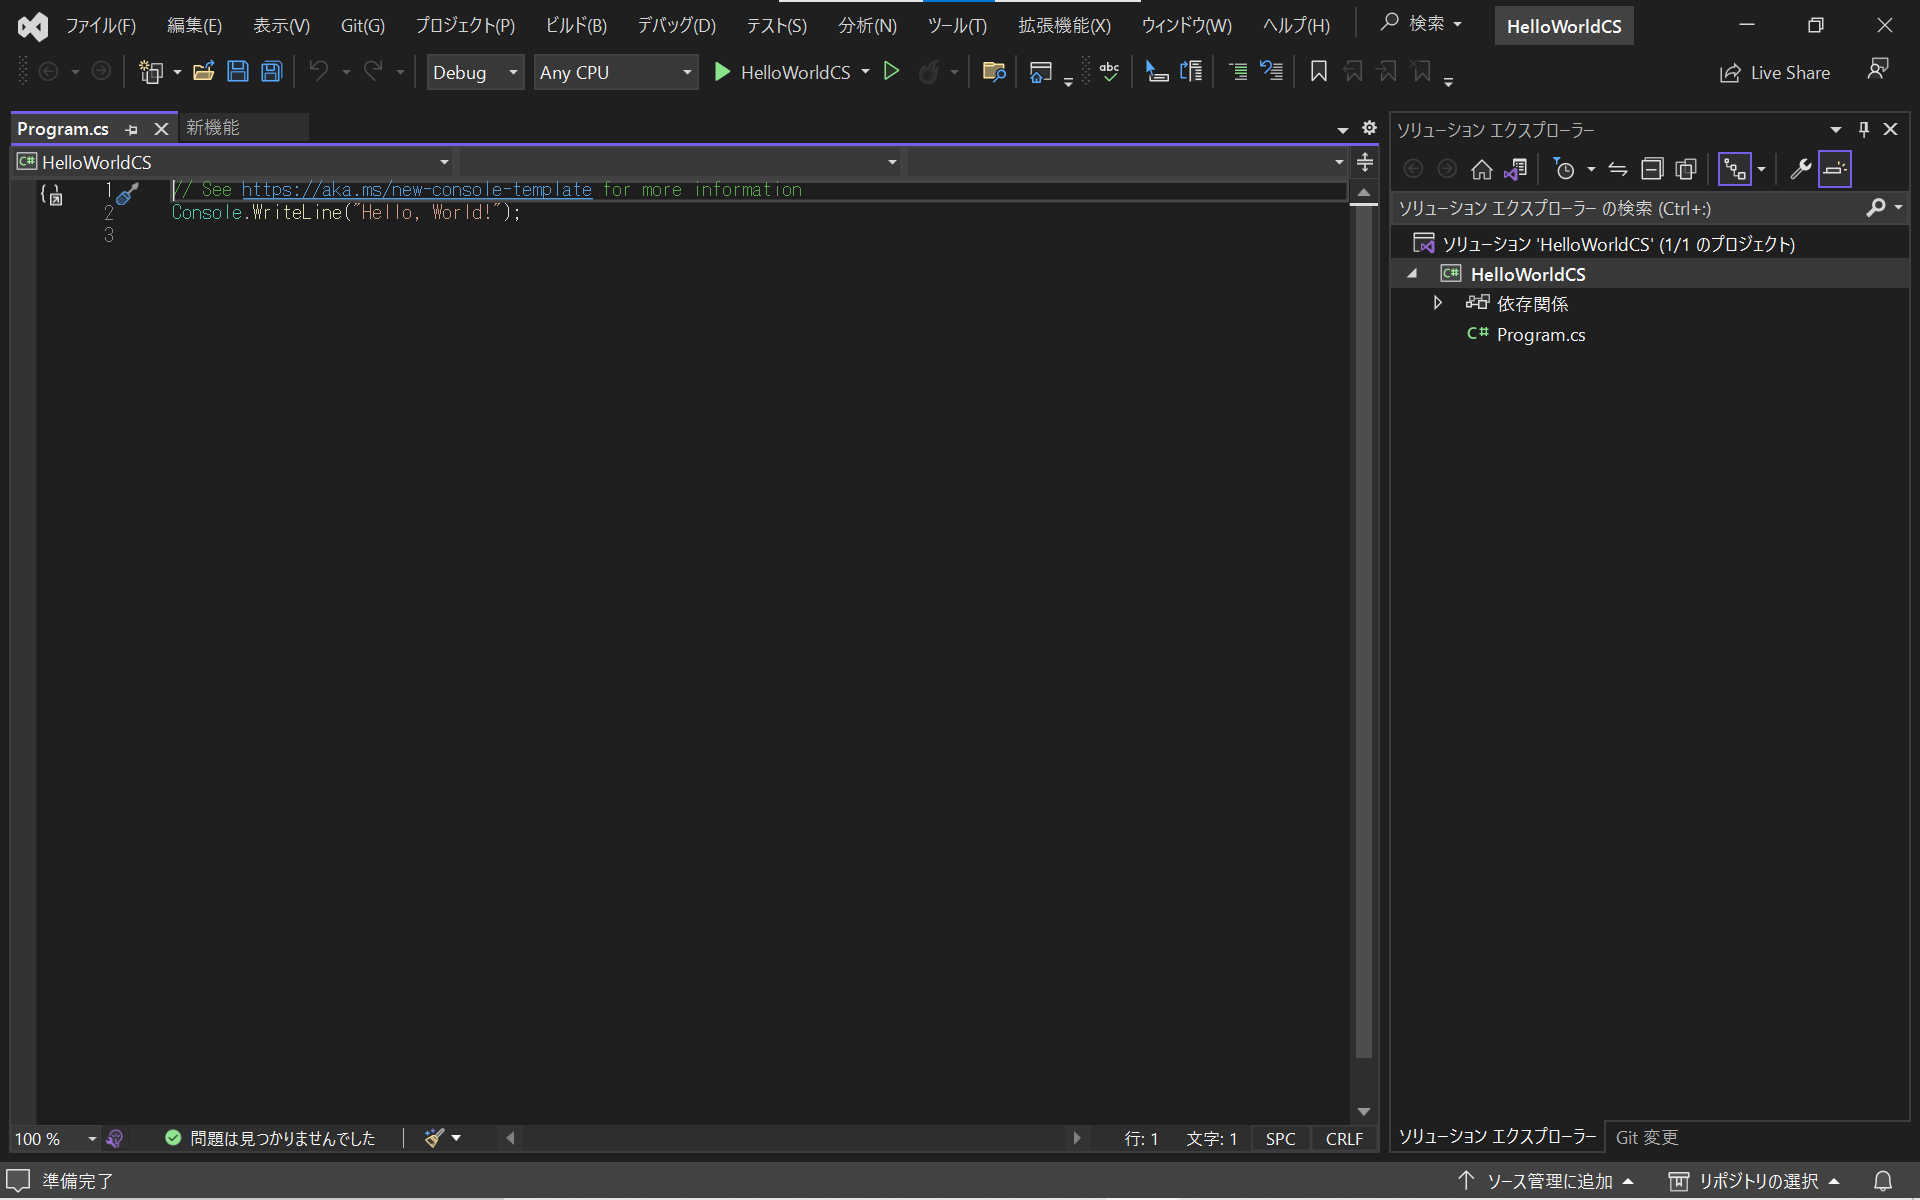 ファイル(F) 編集(E) 表示(V) Git(G) プロジェクト(P) ビルド(B) デバッグ(D) テスト(S) 分析(N) ツール(T) 拡張機能(X) ウィンドウ(W) ヘルプ(H) 検索 HelloWorldCS
Debug Any CPU HelloWorldCS abc Live Share
Program.cs 新機能
C# HelloWorldCS
1 // See https://aka.ms/new-console-template for more information
2 Console.WriteLine("Hello, World!");
3
100 % 問題は見つかりませんでした 行: 1 文字: 1 SPC CRLF
ソリューション エクスプローラー
ソリューション エクスプローラー の検索 (Ctrl+:)
ソリューション 'HelloWorldCS' (1/1 のプロジェクト)
C# HelloWorldCS
依存関係
C# Program.cs
ソリューション エクスプローラー Git 変更
準備完了 ソース管理に追加 リポジトリの選択